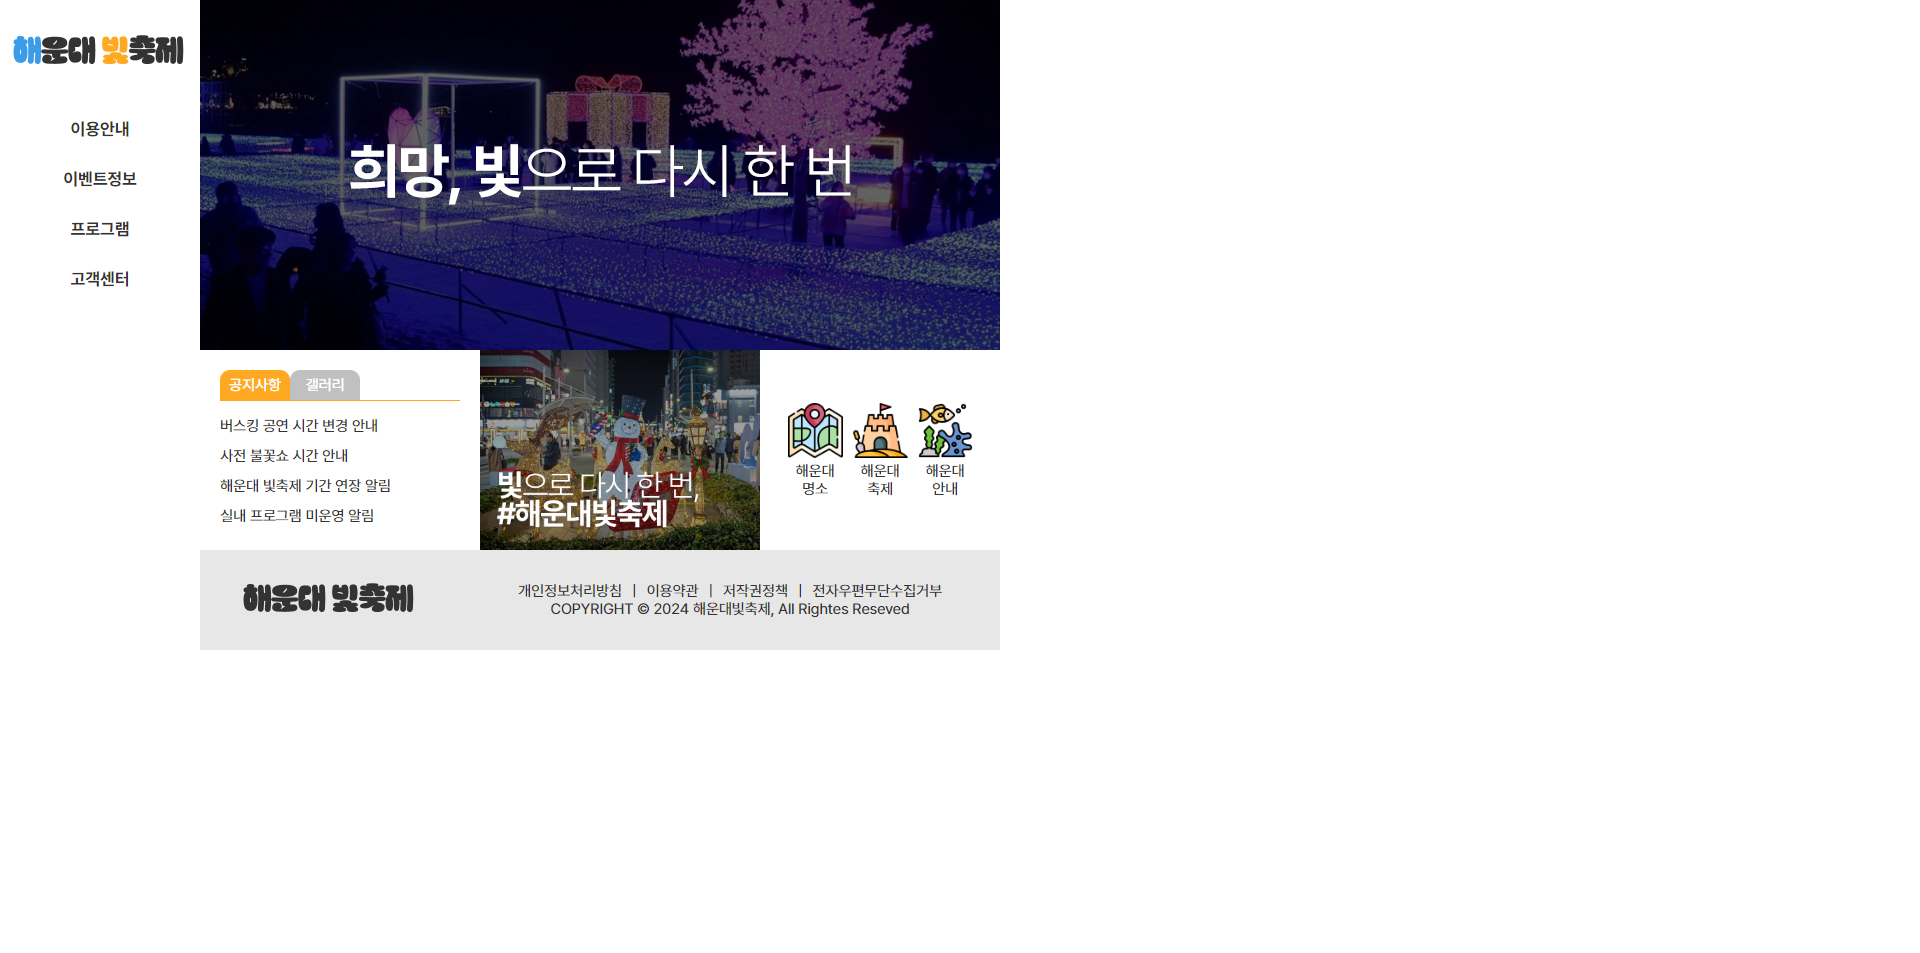 해운대 빛축제
이용안내
이벤트정보
프로그램
고객센터
희망, 빛으로 다시 한 번
공지사항
갤러리
버스킹 공연 시간 변경 안내
사전 불꽃쇼 시간 안내
해운대 빛축제 기간 연장 알림
실내 프로그램 미운영 알림
빛으로 다시 한 번,
#해운대빛축제
해운대
명소
해운대
축제
해운대
안내
해운대 빛축제
개인정보처리방침 | 이용약관 | 저작권정책 | 전자우편무단수집거부
COPYRIGHT © 2024 해운대빛축제, All Rightes Reseved